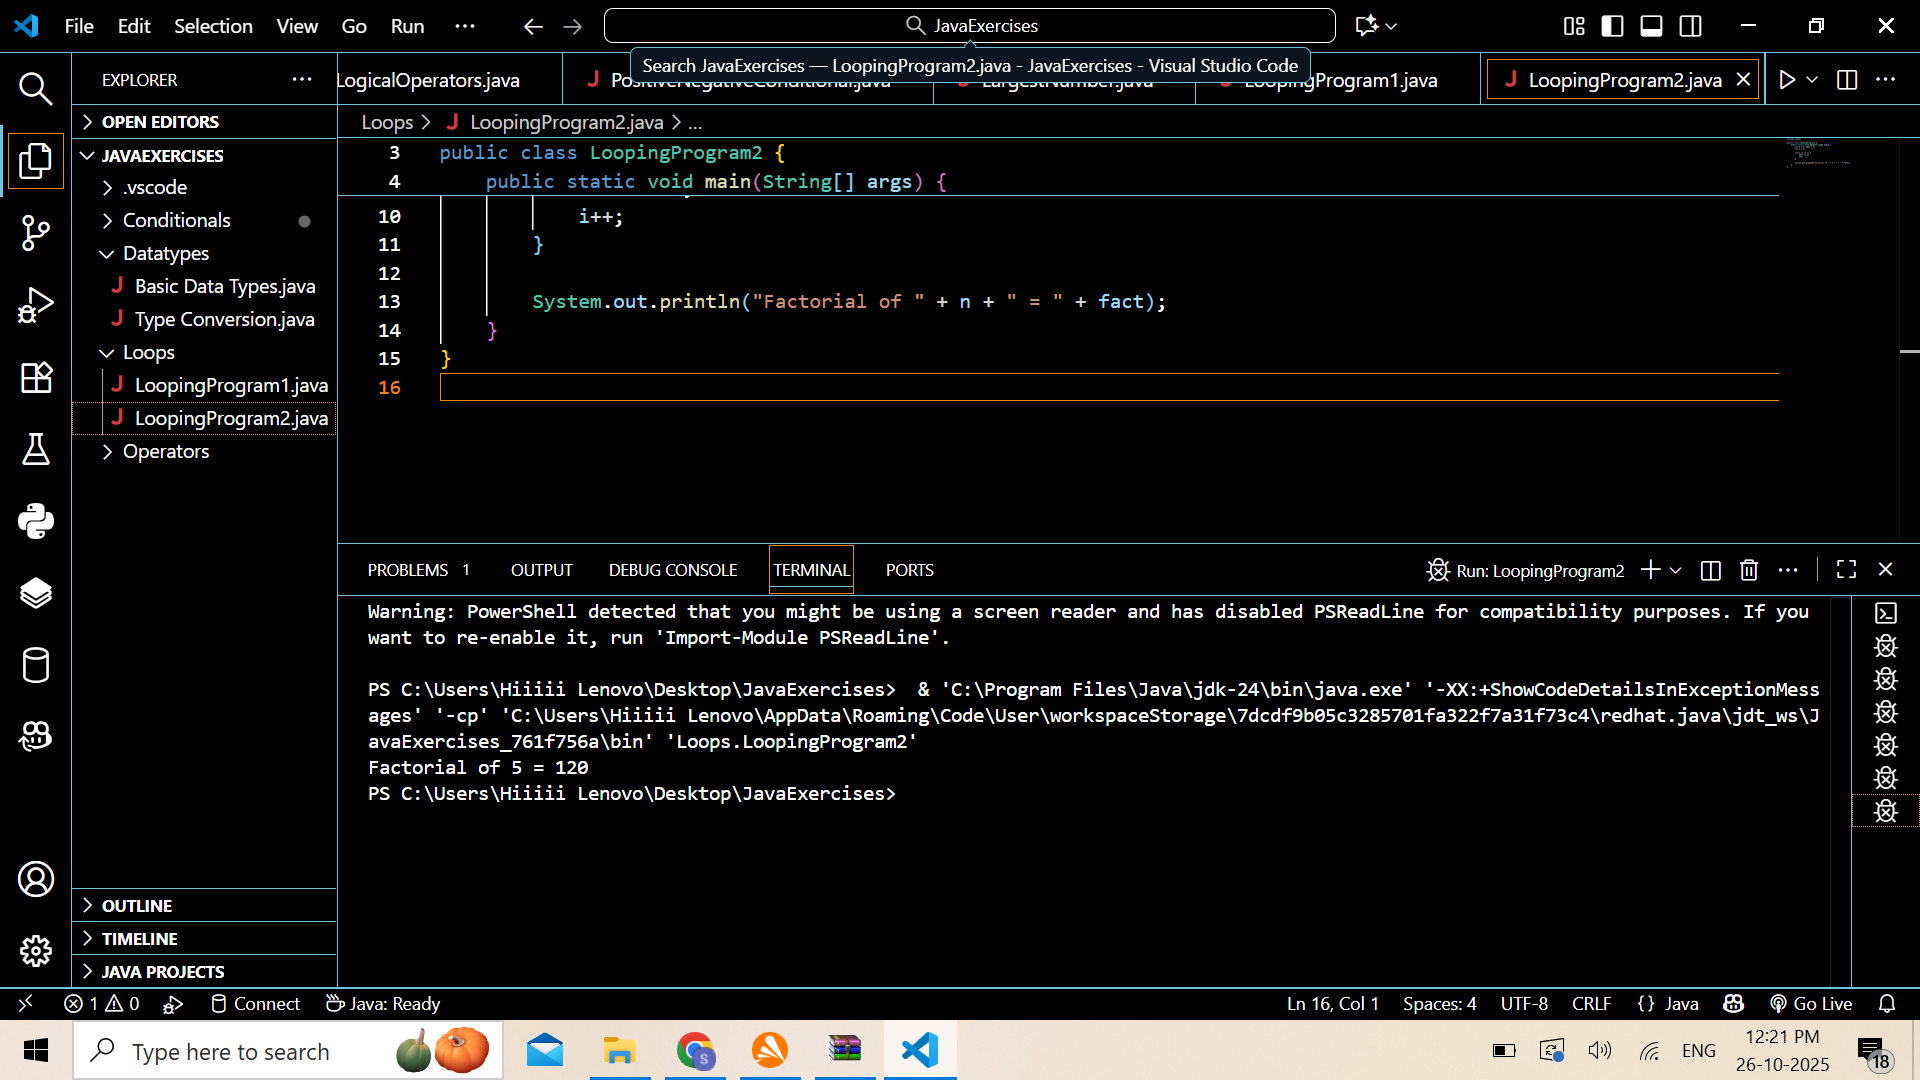 File Edit Selection View Go Run ...
JavaExercises
Search JavaExercises — LoopingProgram2.java - JavaExercises - Visual Studio Code
EXPLORER
OPEN EDITORS
JAVAEXERCISES
.vscode
Conditionals
Datatypes
Basic Data Types.java
Type Conversion.java
Loops
LoopingProgram1.java
LoopingProgram2.java
Operators
OUTLINE
TIMELINE
JAVA PROJECTS
LogicalOperators.java
PositiveNegativeConditional.java
LargestNumber.java
LoopingProgram1.java
LoopingProgram2.java
Loops > LoopingProgram2.java > ...
3 public class LoopingProgram2 {
4 public static void main(String[] args) {
10 i++;
11 }
12
13 System.out.println("Factorial of " + n + " = " + fact);
14 }
15 }
16
PROBLEMS 1 OUTPUT DEBUG CONSOLE TERMINAL PORTS
Run: LoopingProgram2
Warning: PowerShell detected that you might be using a screen reader and has disabled PSReadLine for compatibility purposes. If you
want to re-enable it, run 'Import-Module PSReadLine'.
PS C:\Users\Hiiiii Lenovo\Desktop\JavaExercises>  & 'C:\Program Files\Java\jdk-24\bin\java.exe' '-XX:+ShowCodeDetailsInExceptionMess
ages' '-cp' 'C:\Users\Hiiiii Lenovo\AppData\Roaming\Code\User\workspaceStorage\7dcdf9b05c3285701fa322f7a31f73c4\redhat.java\jdt_ws\J
avaExercises_761f756a\bin' 'Loops.LoopingProgram2'
Factorial of 5 = 120
PS C:\Users\Hiiiii Lenovo\Desktop\JavaExercises>
1 0 Connect Java: Ready
Ln 16, Col 1 Spaces: 4 UTF-8 CRLF {} Java Go Live
Type here to search
S
ENG
12:21 PM
26-10-2025
18